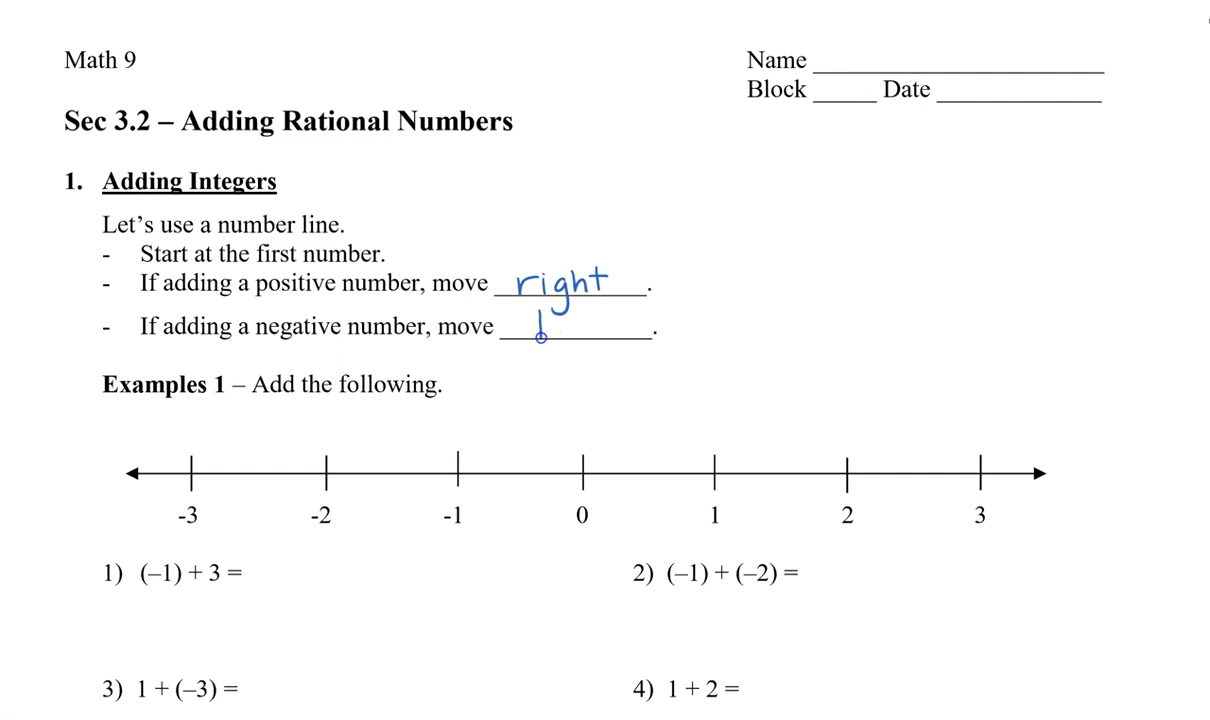 Math 9
Name
Block Date
Sec 3.2 – Adding Rational Numbers
1. Adding Integers
Let’s use a number line.
- Start at the first number.
- If adding a positive number, move right.
- If adding a negative number, move l.
Examples 1 – Add the following.
-3 -2 -1 0 1 2 3
1) (–1) + 3 = 2) (–1) + (–2) =
3) 1 + (–3) = 4) 1 + 2 =